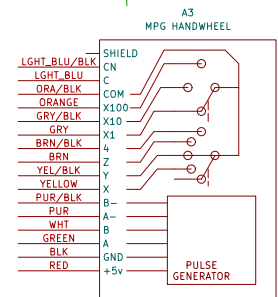 A3
MPG HANDWHEEL
SHIELD
LGHT_BLU/BLK CN
LGHT_BLU C
ORA/BLK COM
ORANGE X100
GRY/BLK X10
GRY X1
BRN/BLK 4
BRN Z
YEL/BLK Y
YELLOW X
PUR/BLK B-
PUR A-
WHT B
GREEN A
BLK GND
RED +5v
PULSE
GENERATOR